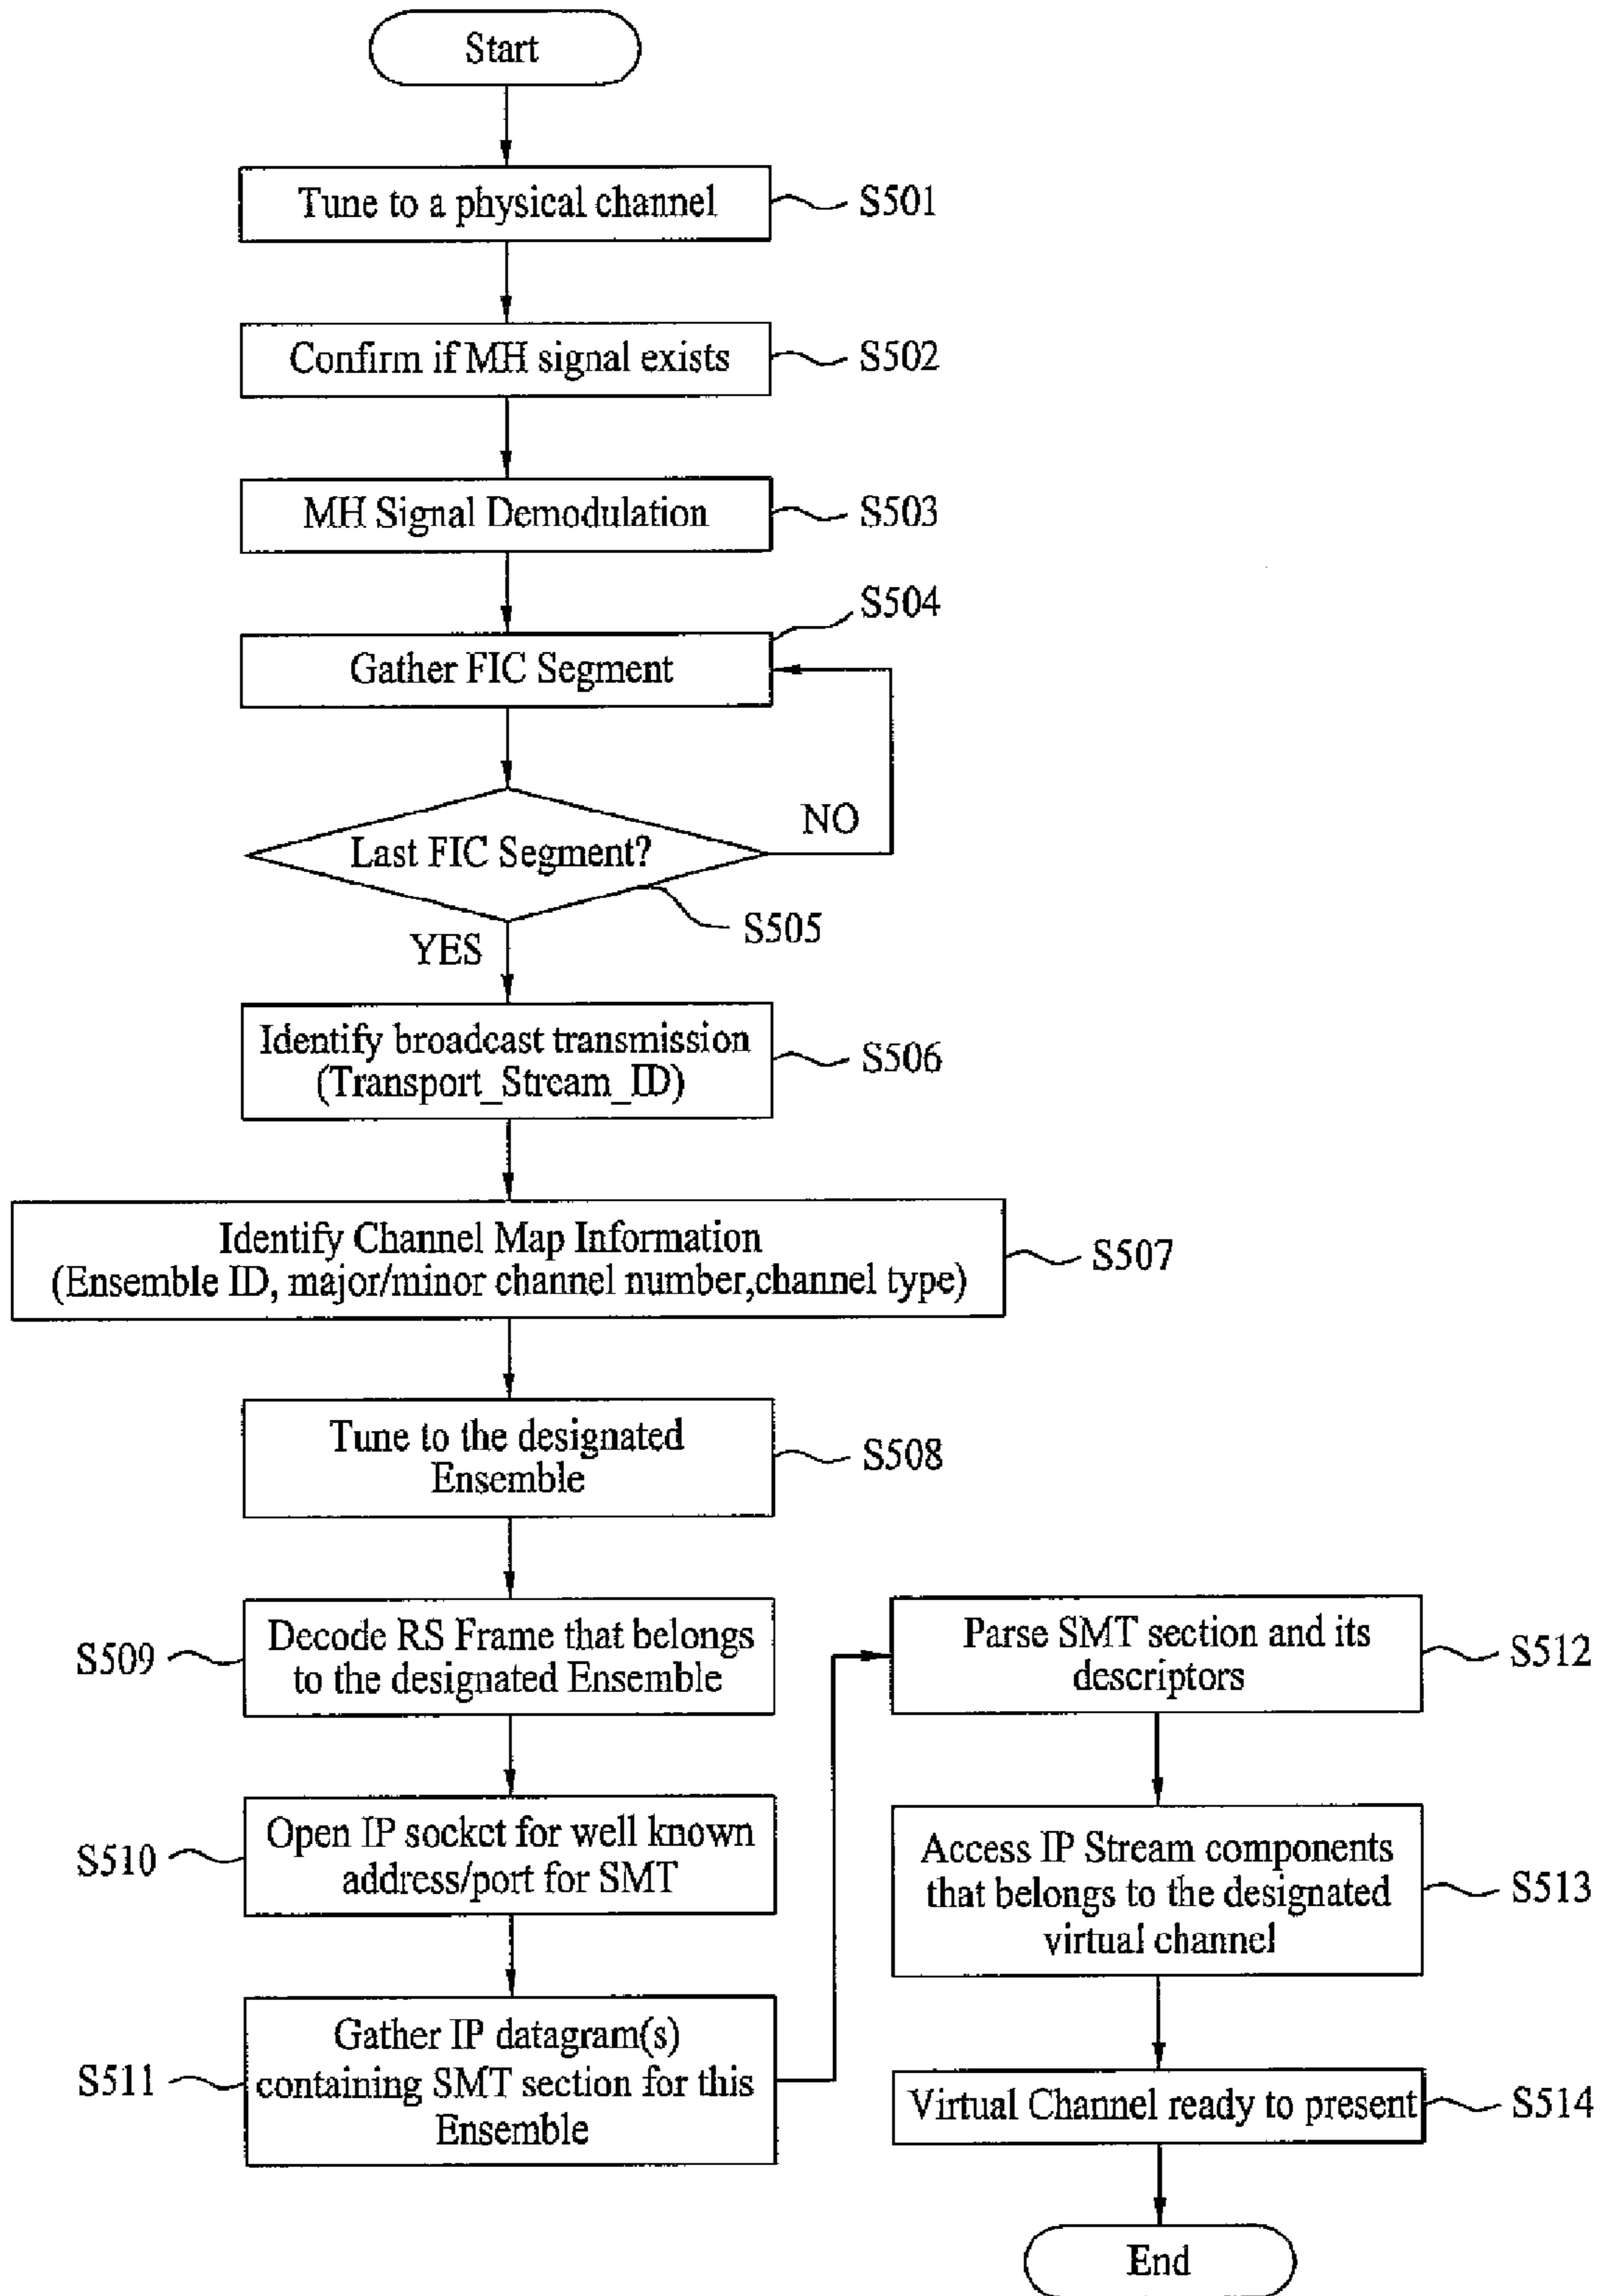 Start
Tune to a physical channel
S501
Confirm if MH signal exists
S502
MH Signal Demodulation
S503
S504
Gather FIC Segment
NO
Last FIC Segment?
S505
YES
Identify broadcast transmission
(Transport_Stream_ID)
S506
Identify Channel Map Information
(Ensemble ID, major/minor channel number,channel type)
S507
Tune to the designated
Ensemble
S508
S509
Decode RS Frame that belongs
to the designated Ensemble
S510
Open IP socket for well known
address/port for SMT
S511
Gather IP datagram(s)
containing SMT section for this
Ensemble
Parse SMT section and its
descriptors
S512
Access IP Stream components
that belongs to the designated
virtual channel
S513
Virtual Channel ready to present
S514
End